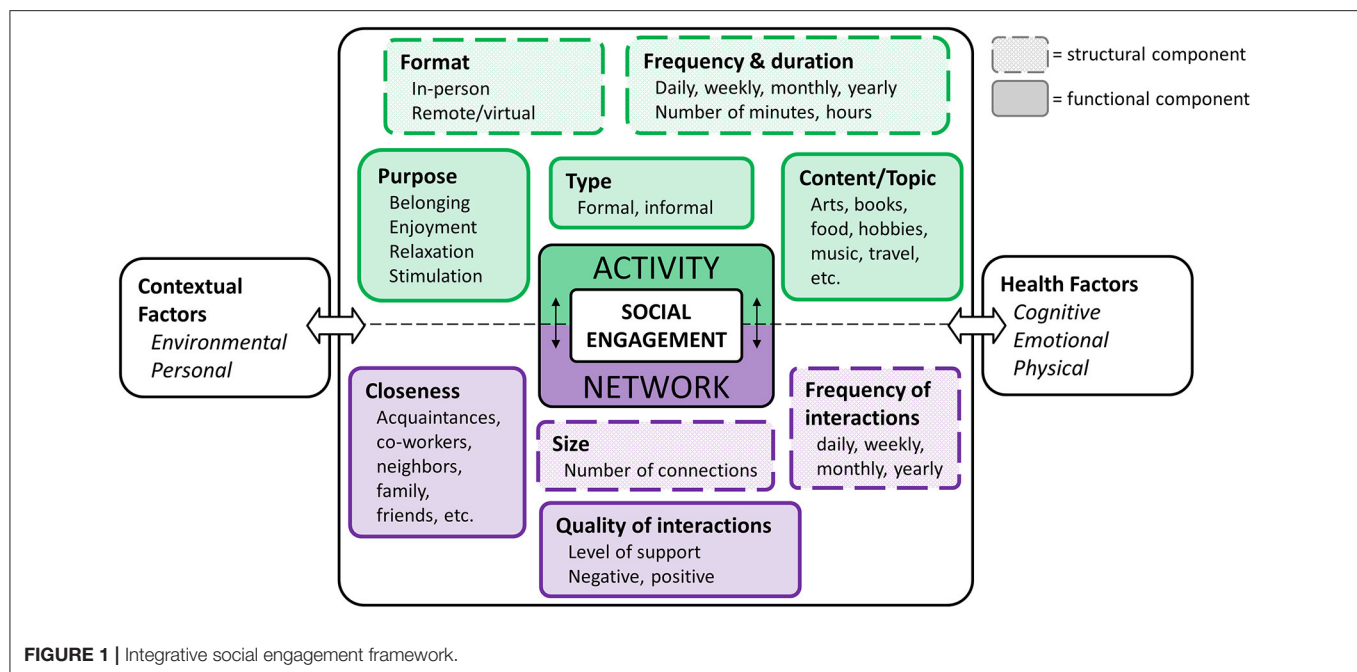 Format
In-person
Remote/virtual
Frequency & duration
Daily, weekly, monthly, yearly
Number of minutes, hours
= structural component
= functional component
Purpose
Belonging
Enjoyment
Relaxation
Stimulation
Type
Formal, informal
Content/Topic
Arts, books,
food, hobbies,
music, travel,
etc.
Contextual
Factors
Environmental
Personal
ACTIVITY
SOCIAL
ENGAGEMENT
NETWORK
Health Factors
Cognitive
Emotional
Physical
Closeness
Acquaintances,
co-workers,
neighbors,
family,
friends, etc.
Size
Number of connections
Frequency of
interactions
daily, weekly,
monthly, yearly
Quality of interactions
Level of support
Negative, positive
FIGURE 1 | Integrative social engagement framework.